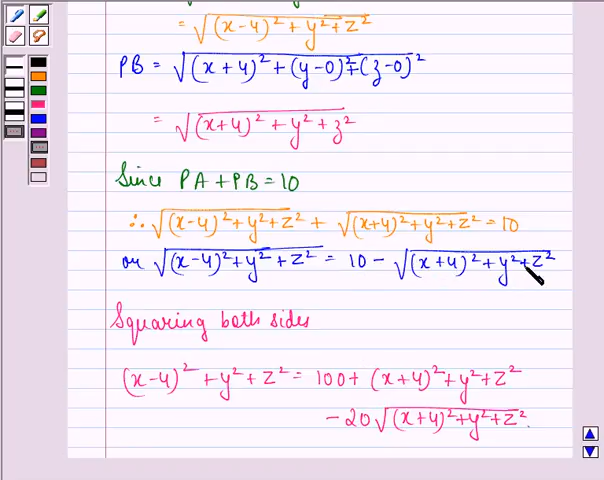 = √(x-4)² + y² + z²
PB = √(x+4)² + (y-0)² + (z-0)²
= √(x+4)² + y² + z²
Since PA + PB = 10
∴ √(x-4)² + y² + z² + √(x+4)² + y² + z² = 10
or √(x-4)² + y² + z² = 10 - √(x+4)² + y² + z²
Squaring both sides
(x-4)² + y² + z² = 100 + (x+4)² + y² + z²
- 20√(x+4)² + y² + z².